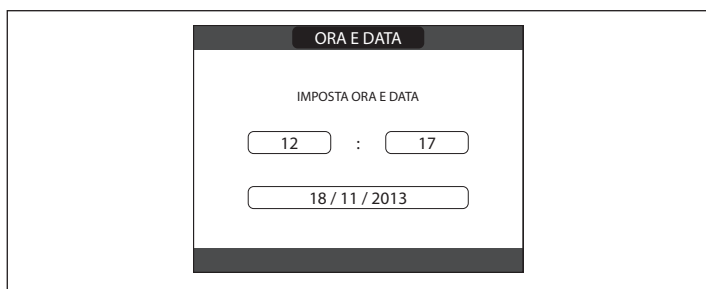 ORA E DATA
IMPOSTA ORA E DATA
12 : 17
18 / 11 / 2013